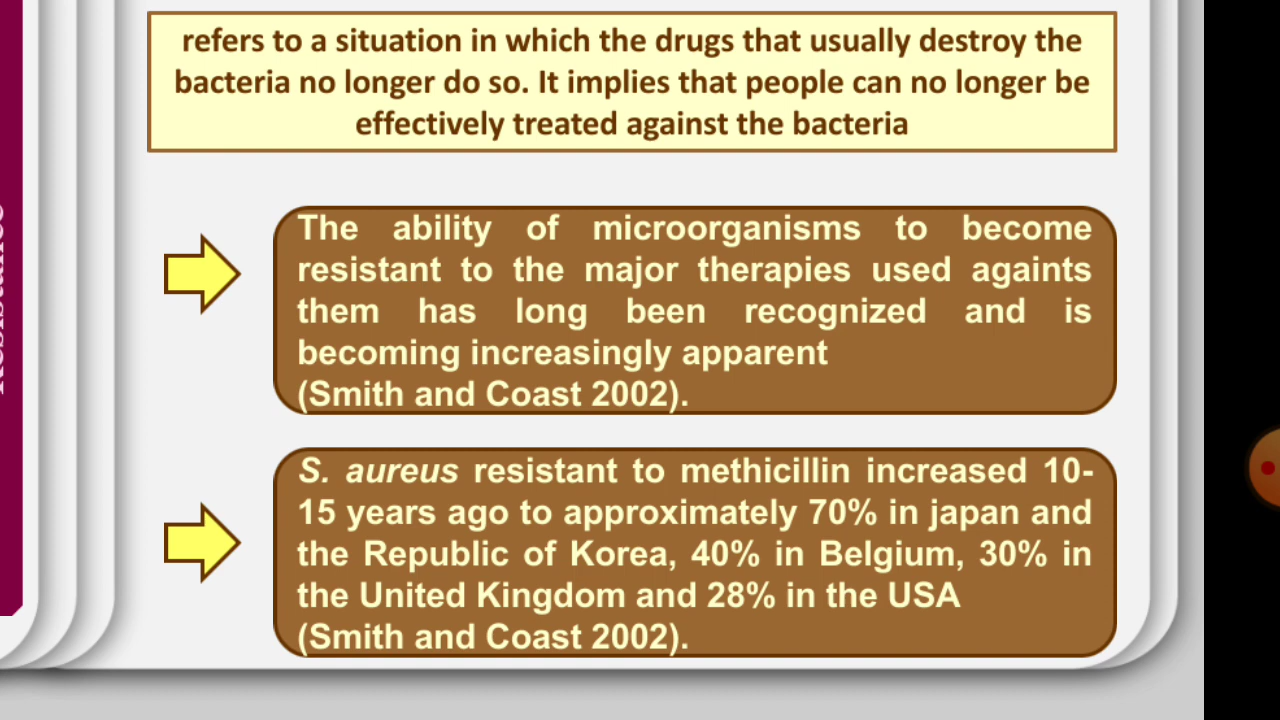 refers to a situation in which the drugs that usually destroy the
bacteria no longer do so. It implies that people can no longer be
effectively treated against the bacteria
The ability of microorganisms to become
resistant to the major therapies used againts
them has long been recognized and is
becoming increasingly apparent
(Smith and Coast 2002).
S. aureus resistant to methicillin increased 10-
15 years ago to approximately 70% in japan and
the Republic of Korea, 40% in Belgium, 30% in
the United Kingdom and 28% in the USA
(Smith and Coast 2002).